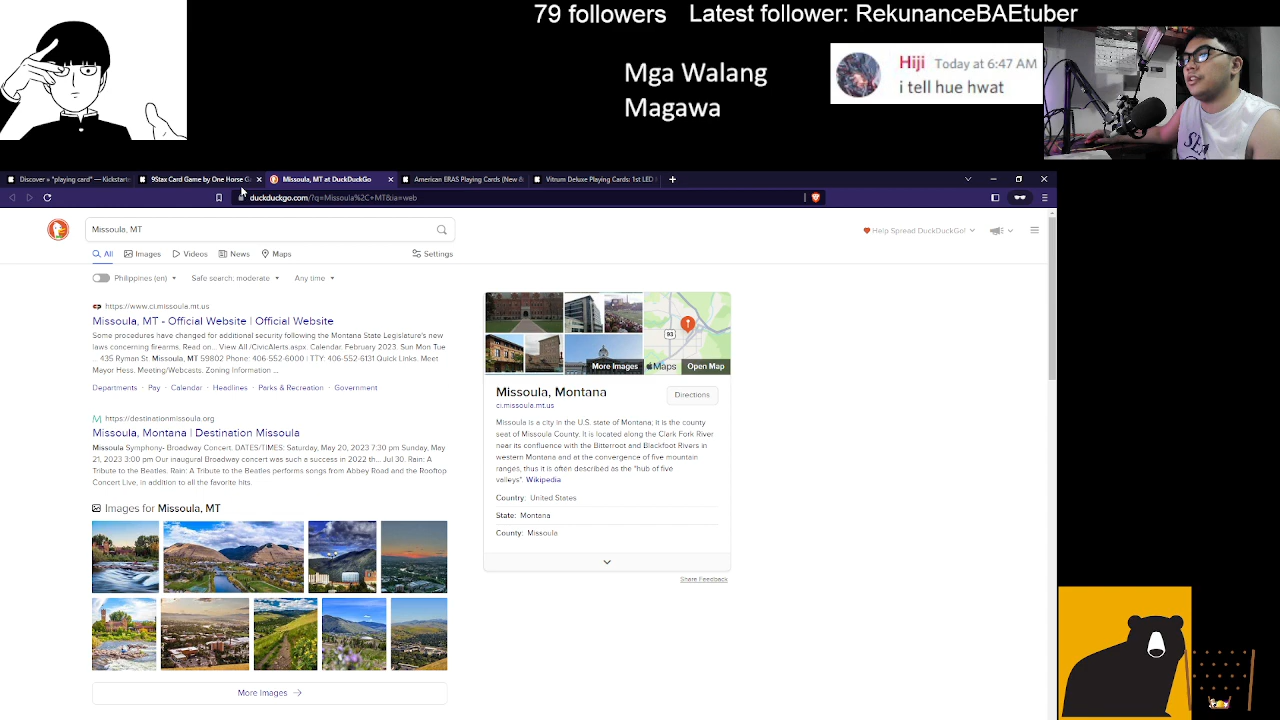 79 followers
Latest follower: RekunanceBAEtuber
Mga Walang
Magawa
Hiji Today at 6:47 AM
i tell hue hwat
Discover » "playing card" — Kickstarte
9Stax Card Game by One Horse G
Missoula, MT at DuckDuckGo
American ERAS Playing Cards (New &
Vitrum Deluxe Playing Cards: 1st LED
duckduckgo.com/?q=Missoula%2C+MT&ia=web
Missoula, MT
Help Spread DuckDuckGo!
All Images Videos News Maps Settings
Philippines (en) Safe search: moderate Any time
https://www.ci.missoula.mt.us
Missoula, MT - Official Website | Official Website
Some procedures have changed for additional security following the Montana State Legislature's new
laws concerning firearms. Read on... View All /CivicAlerts.aspx. Calendar. February 2023. Sun Mon Tue
... 435 Ryman St. Missoula, MT 59802 Phone: 406-552-6000 | TTY: 406-552-6131 Quick Links. Meet
Mayor Hess. Meeting/Webcasts. Zoning Information ...
Departments · Pay · Calendar · Headlines · Parks & Recreation · Government
https://destinationmissoula.org
Missoula, Montana | Destination Missoula
Missoula Symphony- Broadway Concert. DATES/TIMES: Saturday, May 20, 2023 7:30 pm Sunday, May
21, 2023 3:00 pm Our inaugural Broadway concert was such a success in 2022 th... Jul 30. Rain: A
Tribute to the Beatles. Rain: A Tribute to the Beatles performs songs from Abbey Road and the Rooftop
Concert Live, in addition to all the favorite hits.
Images for Missoula, MT
More Images
93
More Images
Maps
Open Map
Missoula, Montana
Directions
ci.missoula.mt.us
Missoula is a city in the U.S. state of Montana; it is the county
seat of Missoula County. It is located along the Clark Fork River
near its confluence with the Bitterroot and Blackfoot Rivers in
western Montana and at the convergence of five mountain
ranges, thus it is often described as the "hub of five
valleys". Wikipedia
Country: United States
State: Montana
County: Missoula
Share Feedback